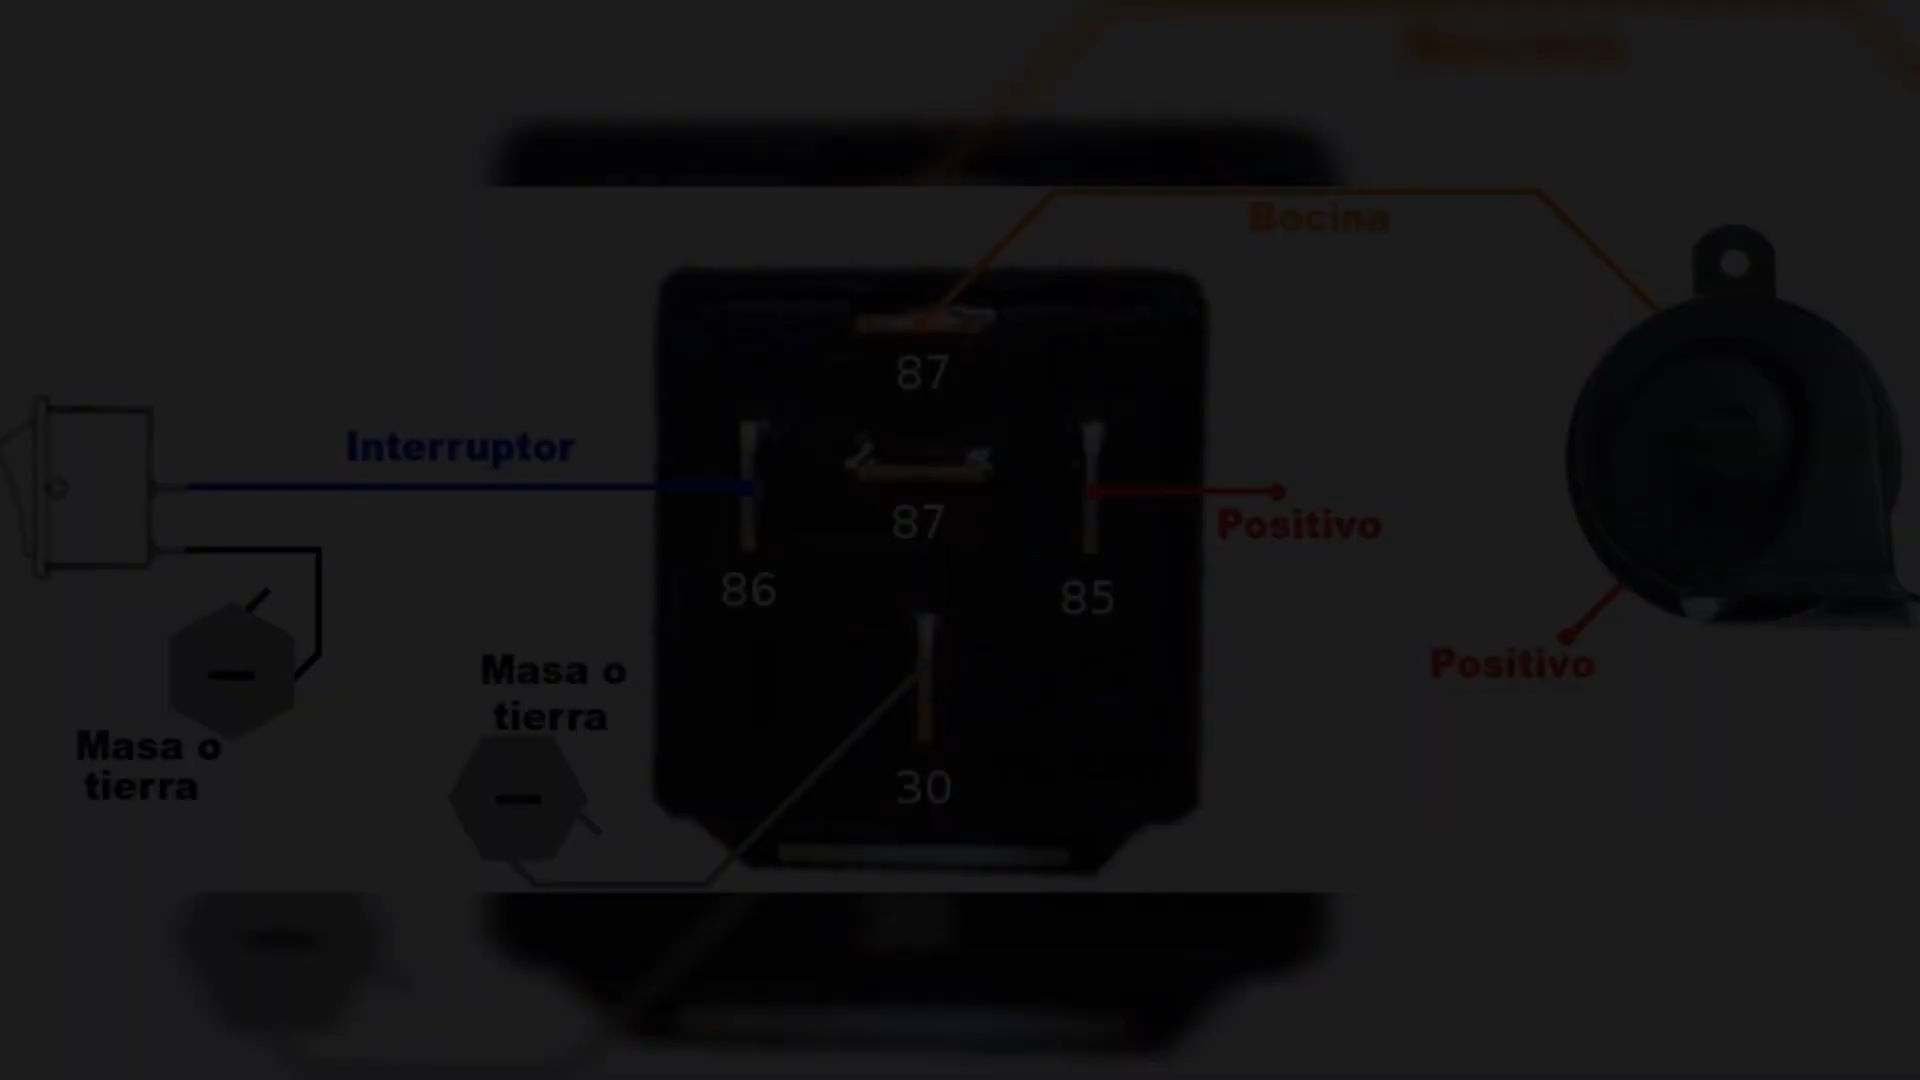 Bocina
87
Interruptor
87
Positivo
86
85
Masa o
tierra
Positivo
Masa o
tierra
30